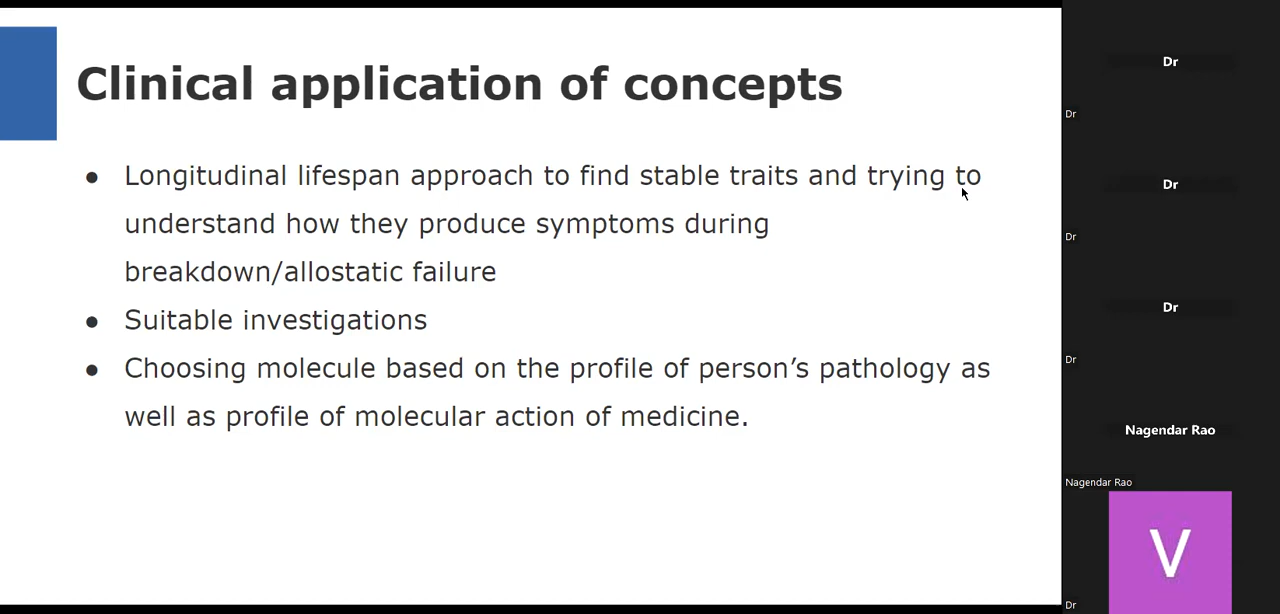 Clinical application of concepts
● Longitudinal lifespan approach to find stable traits and trying to
understand how they produce symptoms during
breakdown/allostatic failure
● Suitable investigations
● Choosing molecule based on the profile of person’s pathology as
well as profile of molecular action of medicine.
Dr
Dr
Dr
Dr
Dr
Dr
Nagendar Rao
Nagendar Rao
V
Dr